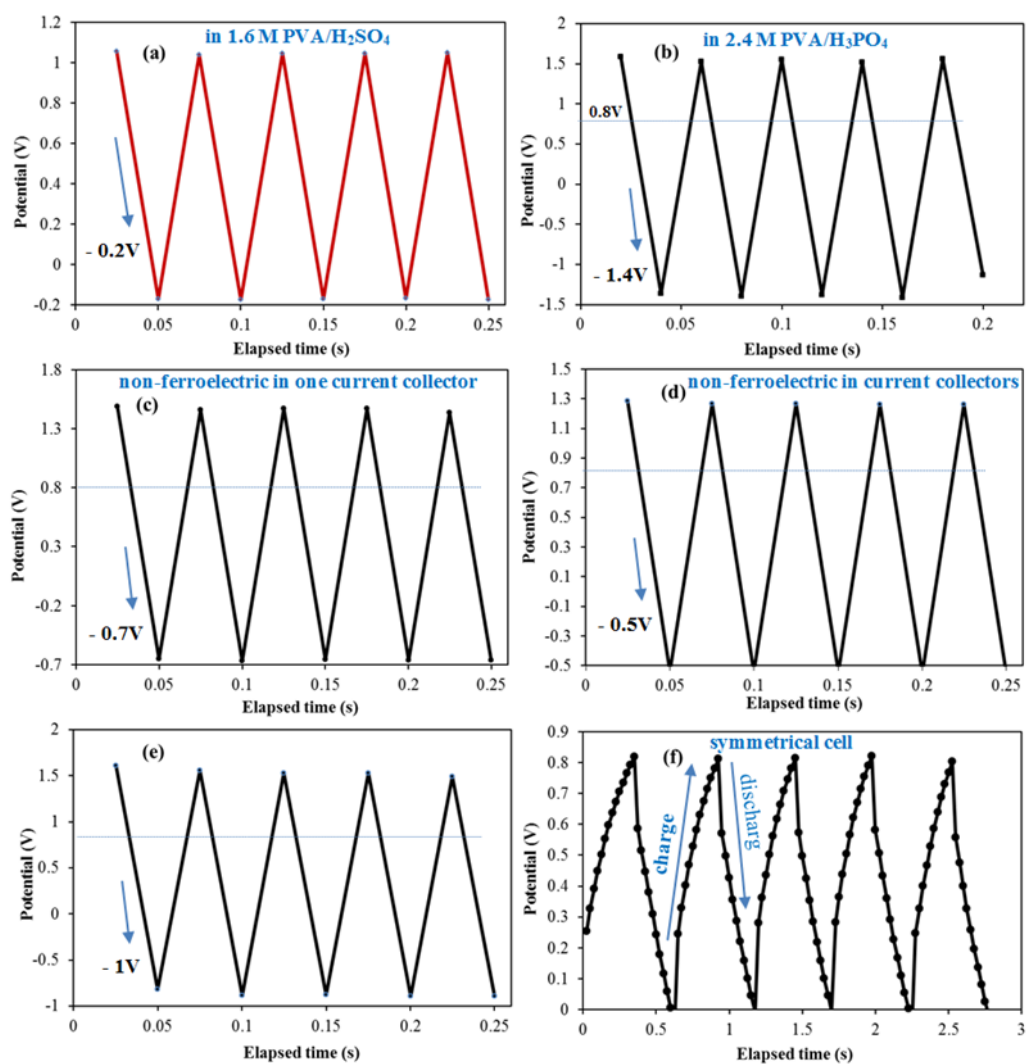 in 1.6 M PVA/H₂SO₄
(a)
Potential (V)
1.2
1
0.8
0.6
0.4
0.2
0
-0.2
- 0.2V
0 0.05 0.1 0.15 0.2 0.25
Elapsed time (s)
in 2.4 M PVA/H₃PO₄
(b)
Potential (V)
2
1.5
1
0.5
0
-0.5
-1
-1.5
0.8V
- 1.4V
0 0.05 0.1 0.15 0.2
Elapsed time (s)
non-ferroelectric in one current collector
(c)
Potential (V)
1.8
1.3
0.8
0.3
-0.2
-0.7
- 0.7V
0 0.05 0.1 0.15 0.2 0.25
Elapsed time (s)
non-ferroelectric in current collectors
(d)
Potential (V)
1.5
1.3
1.1
0.9
0.7
0.5
0.3
0.1
-0.1
-0.3
-0.5
- 0.5V
0 0.05 0.1 0.15 0.2 0.25
Elapsed time (s)
(e)
Potential (V)
2
1.5
1
0.5
0
-0.5
-1
- 1V
0 0.05 0.1 0.15 0.2 0.25
Elapsed time (s)
(f)
symmetrical cell
Potential (V)
0.9
0.8
0.7
0.6
0.5
0.4
0.3
0.2
0.1
0
charge
discharg
0 0.5 1 1.5 2 2.5 3
Elapsed time (s)